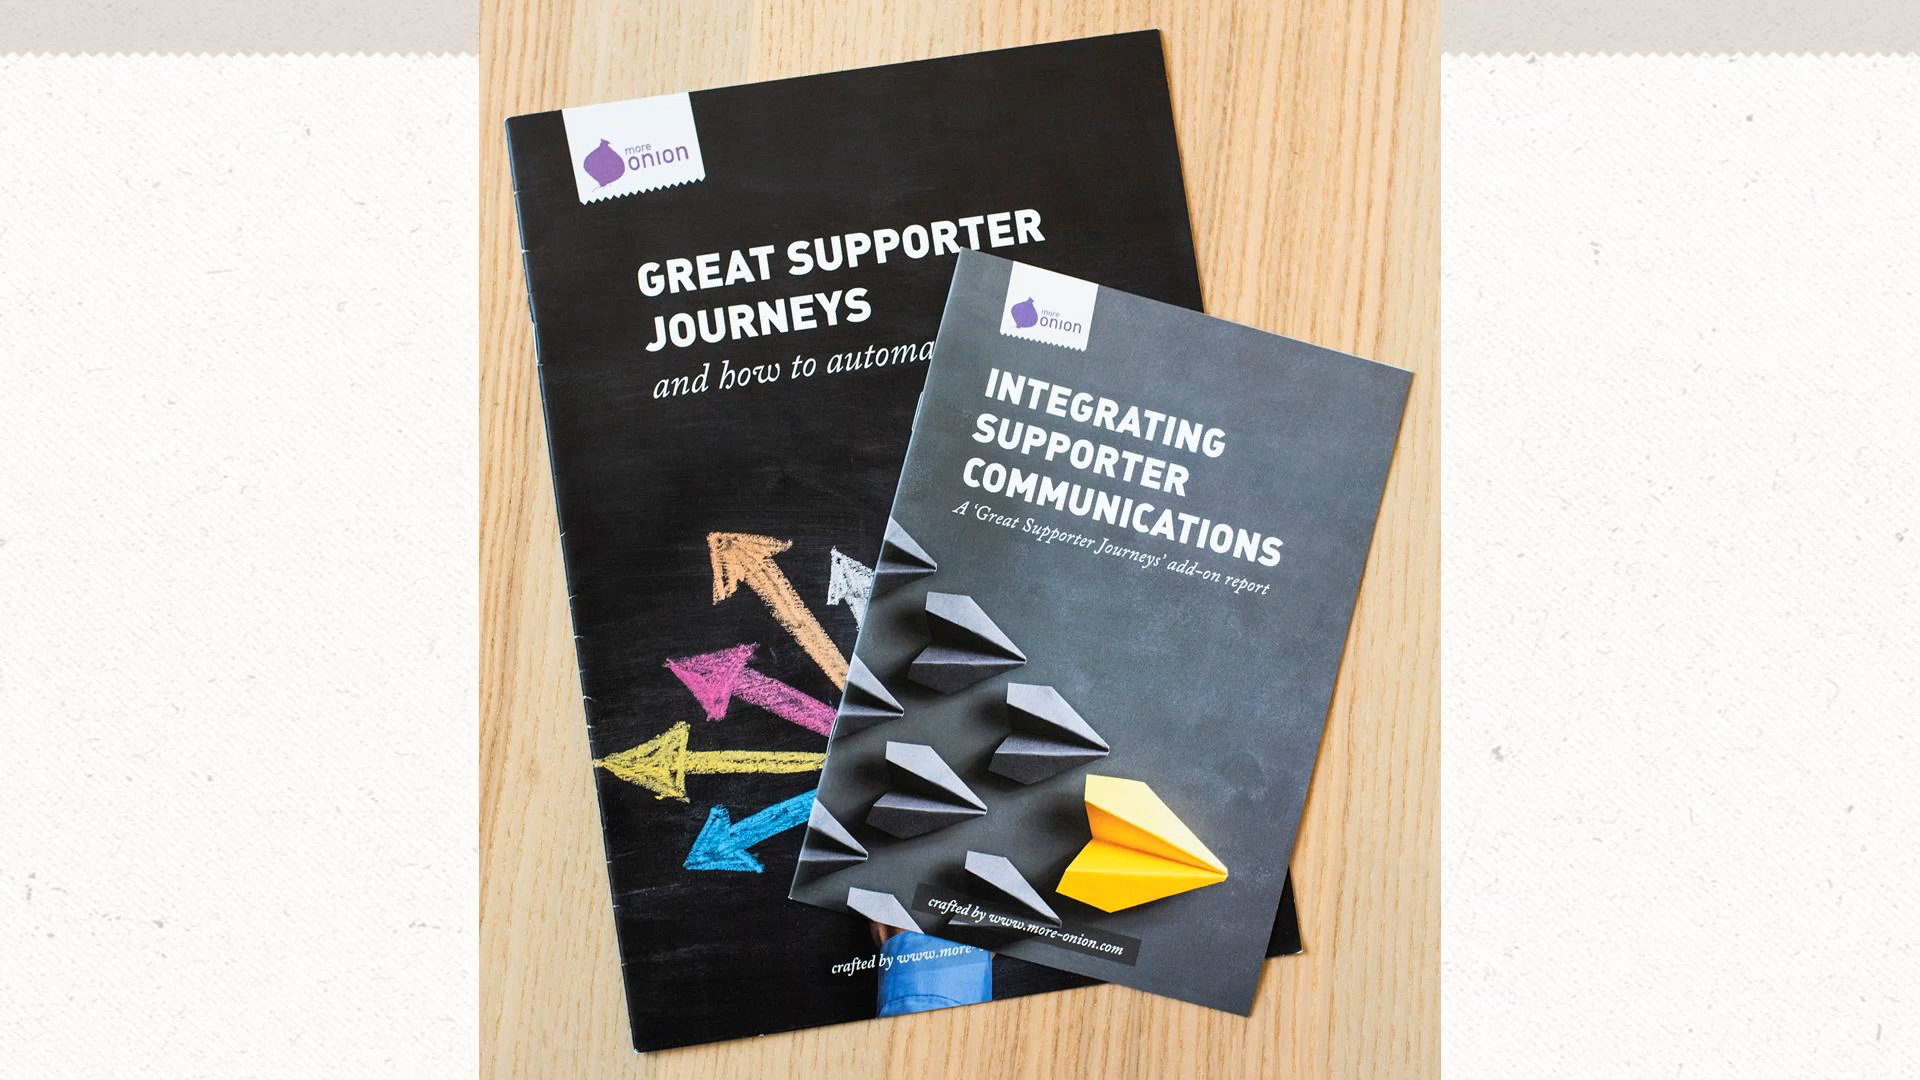 more
onion
GREAT SUPPORTER
JOURNEYS
and how to automa
crafted by www.more-
more
onion
INTEGRATING
SUPPORTER
COMMUNICATIONS
A ‘Great Supporter Journeys’ add-on report
crafted by www.more-onion.com